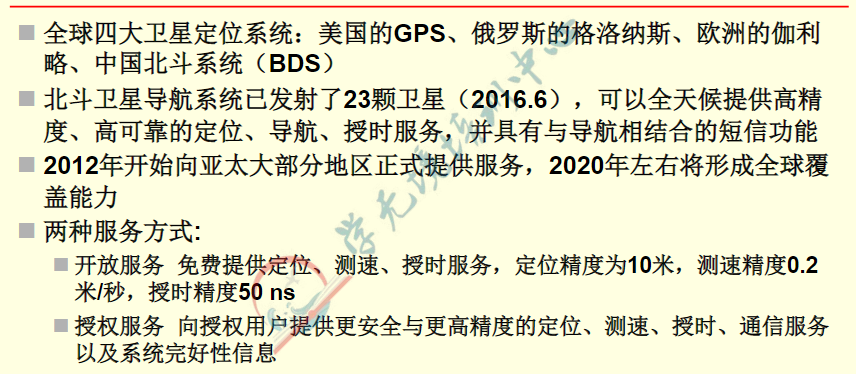 全球四大卫星定位系统：美国的GPS、俄罗斯的格洛纳斯、欧洲的伽利
略、中国北斗系统（BDS）
北斗卫星导航系统已发射了23颗卫星（2016.6），可以全天候提供高精
度、高可靠的定位、导航、授时服务，并具有与导航相结合的短信功能
2012年开始向亚太大部分地区正式提供服务，2020年左右将形成全球覆
盖能力
两种服务方式:
开放服务 免费提供定位、测速、授时服务，定位精度为10米，测速精度0.2
米/秒，授时精度50 ns
授权服务 向授权用户提供更安全与更高精度的定位、测速、授时、通信服务
以及系统完好性信息
学无境培训中心